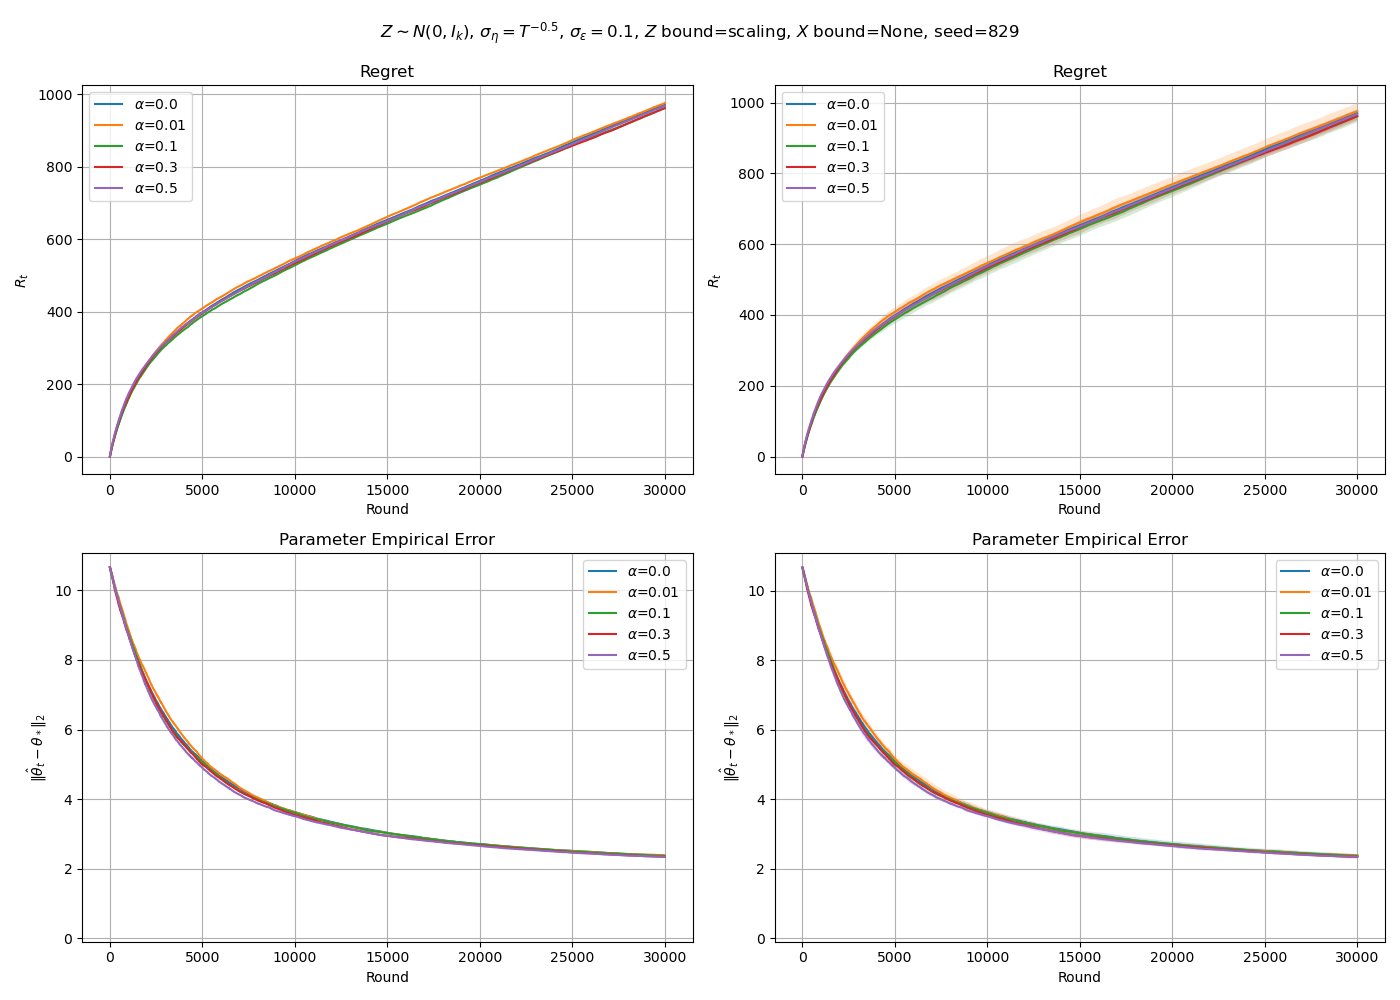 Z ∼ N(0, I_k), σ_η = T^{−0.5}, σ_ε = 0.1, Z bound=scaling, X bound=None, seed=829
Regret
α=0.0
α=0.01
α=0.1
α=0.3
α=0.5
1000
800
600
400
200
0
R_t
0 5000 10000 15000 20000 25000 30000
Round
Regret
α=0.0
α=0.01
α=0.1
α=0.3
α=0.5
1000
800
600
400
200
0
R_t
0 5000 10000 15000 20000 25000 30000
Round
Parameter Empirical Error
α=0.0
α=0.01
α=0.1
α=0.3
α=0.5
10
8
6
4
2
0
‖θ̂_t − θ_*‖_2
0 5000 10000 15000 20000 25000 30000
Round
Parameter Empirical Error
α=0.0
α=0.01
α=0.1
α=0.3
α=0.5
10
8
6
4
2
0
‖θ̂_t − θ_*‖_2
0 5000 10000 15000 20000 25000 30000
Round